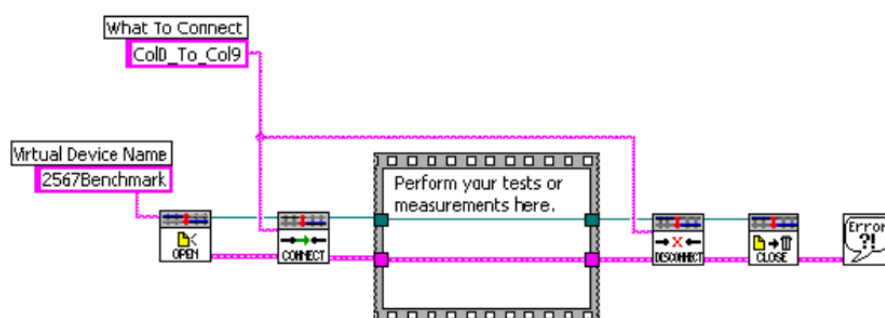 What To Connect
Col0_To_Col9
Virtual Device Name
2567Benchmark
Perform your tests or
measurements here.
OPEN
CONNECT
DISCONNECT
CLOSE
Error
?!